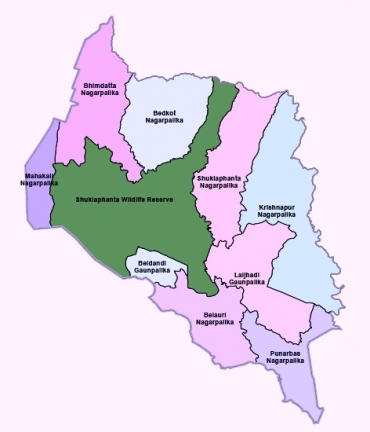 Bhimdatta
Nagarpalika
Bedkot
Nagarpalika
Mahakali
Nagarpalika
Shuklaphanta
Nagarpalika
Shuklaphanta Wildlife Reserve
Krishnapur
Nagarpalika
Beldandi
Gaunpalika
Laljhadi
Gaunpalika
Belauri
Nagarpalika
Punarbas
Nagarpalika